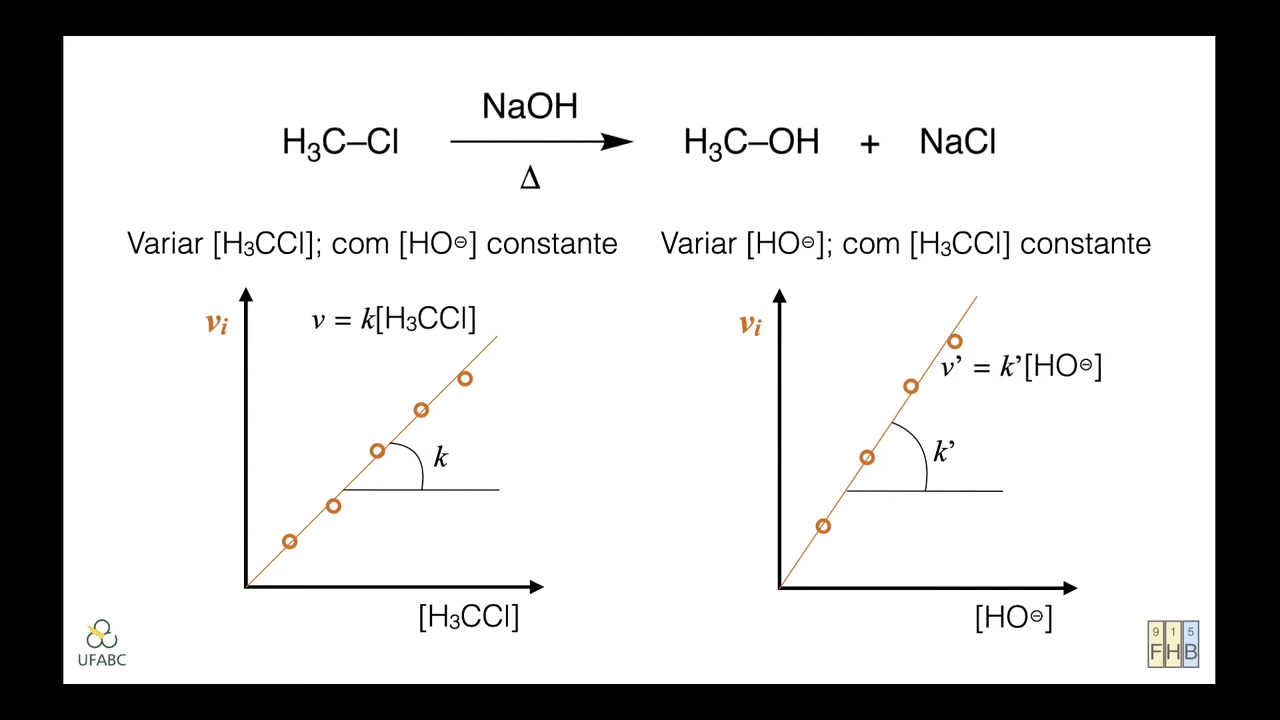 NaOH
H₃C–Cl
Δ
H₃C–OH + NaCl
Variar [H₃CCl]; com [HO⊖] constante
Variar [HO⊖]; com [H₃CCl] constante
vi
v = k[H₃CCl]
k
[H₃CCl]
vi
v’ = k’[HO⊖]
k’
[HO⊖]
UFABC
9 1 5
F H B